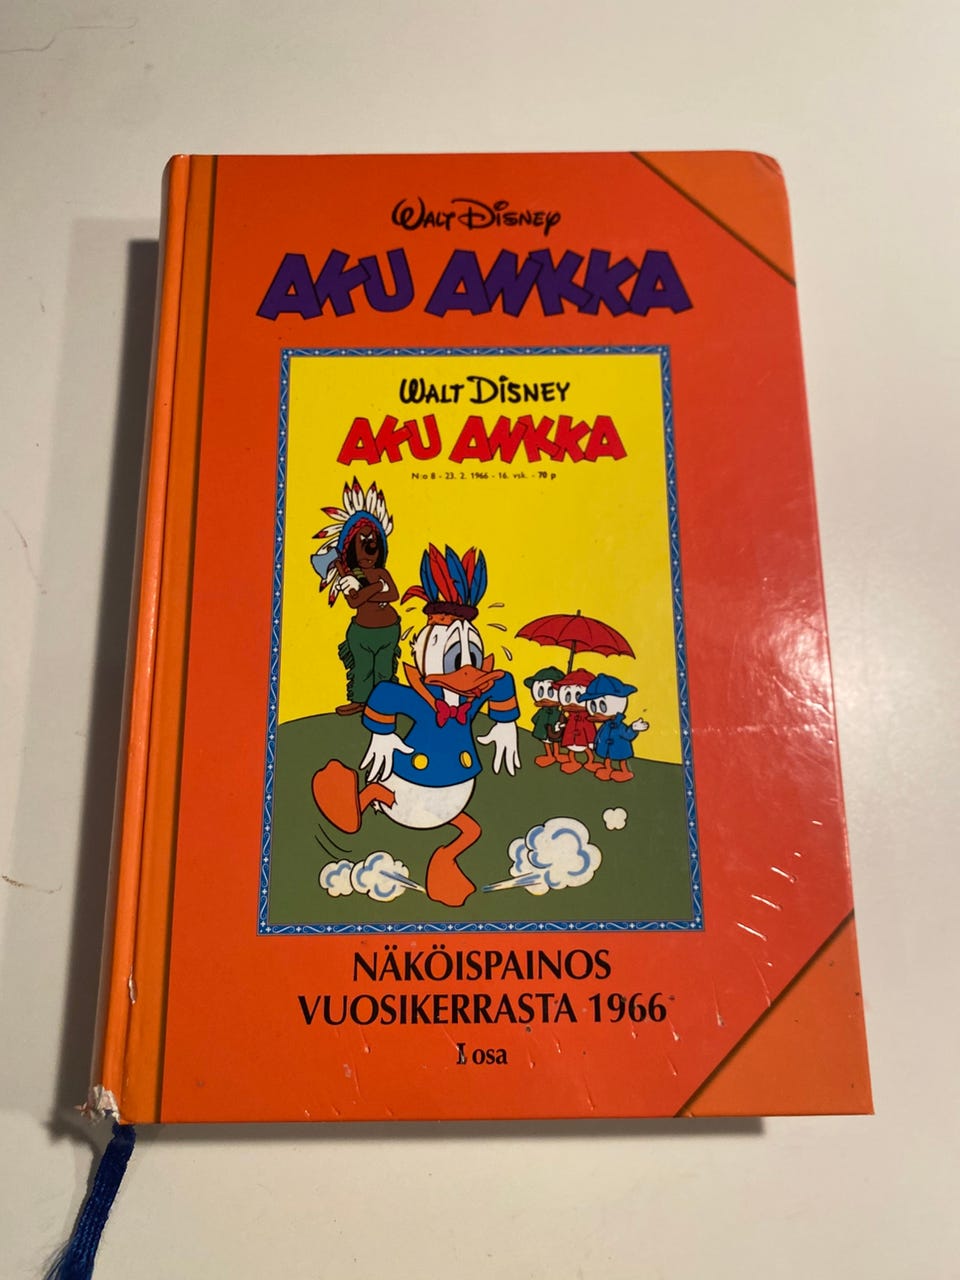 WALT DISNEY
AKU ANKKA
WALT DISNEY
AKU ANKKA
N:o 8 - 23. 2. 1966 - 16. vsk. - 70 p
NÄKÖISPAINOS
VUOSIKERRASTA 1966
I osa